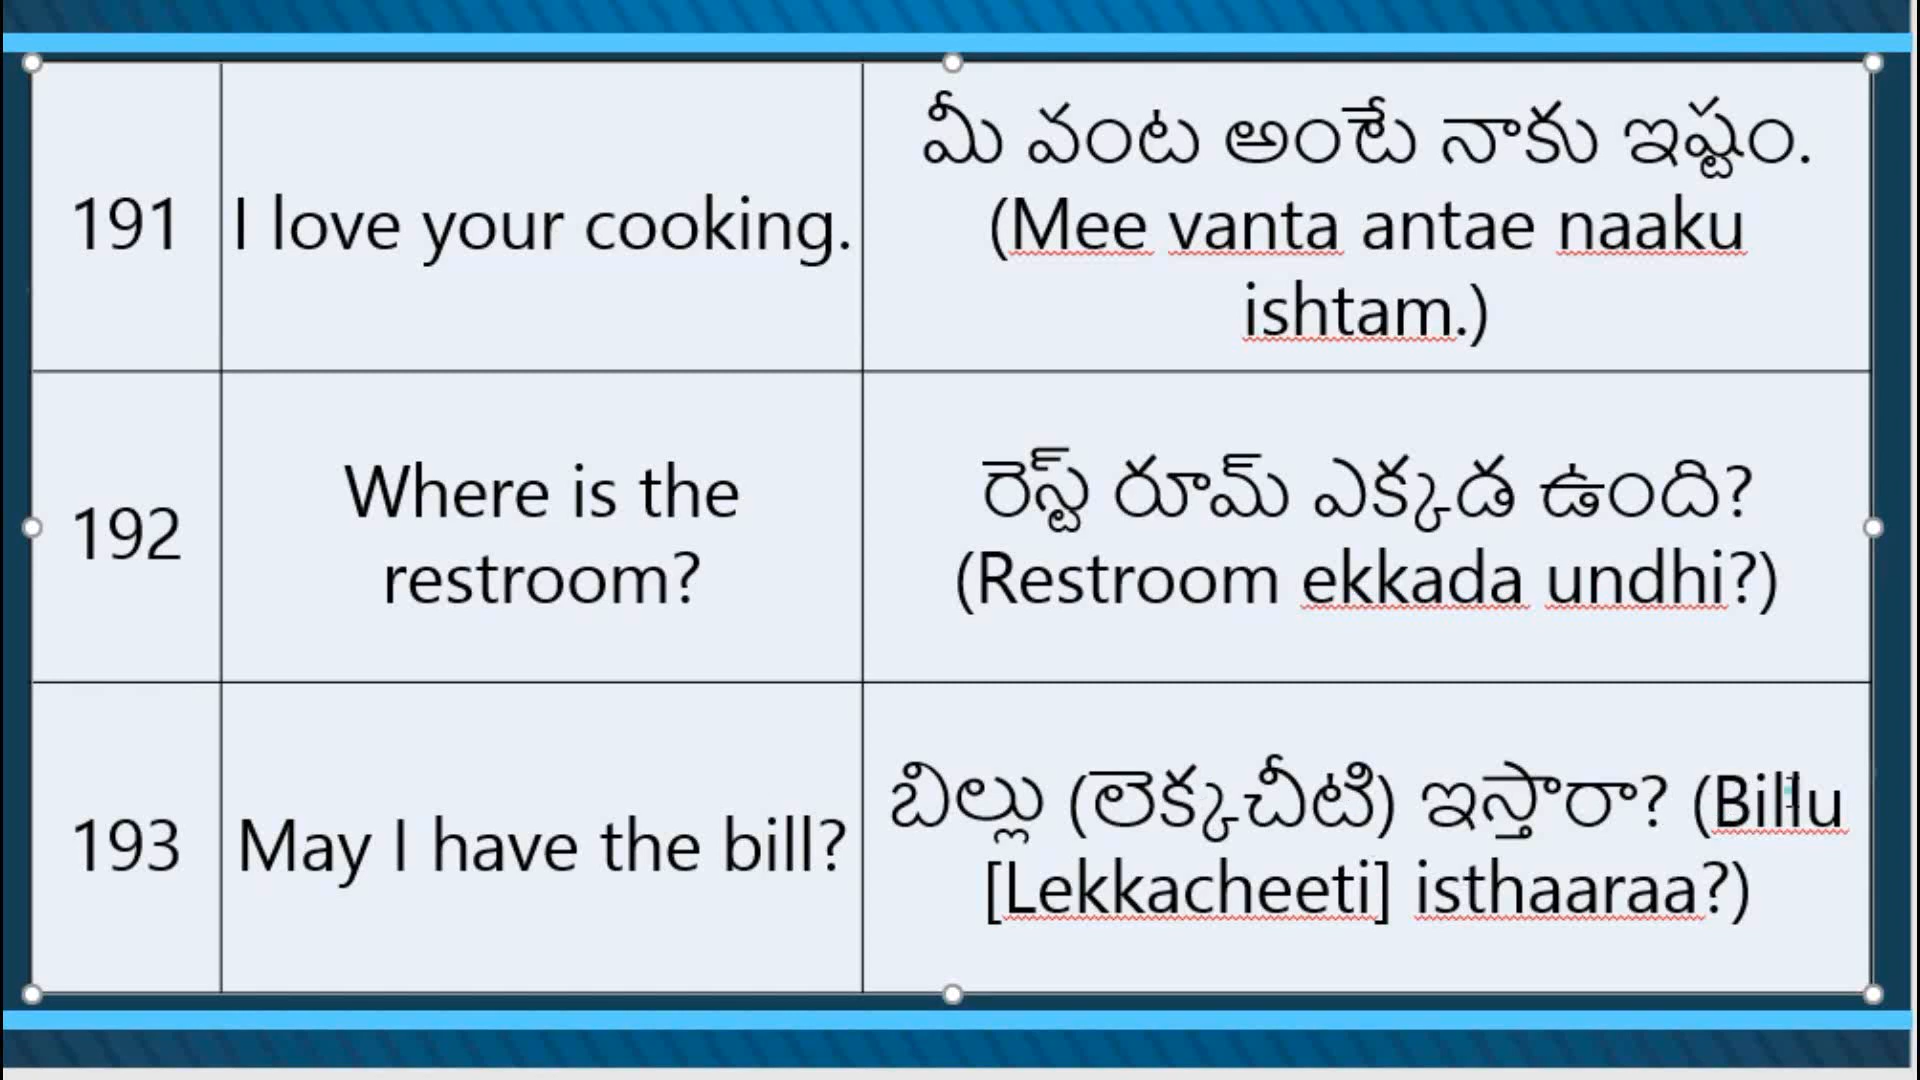 191
I love your cooking.
మీ వంట అంటే నాకు ఇష్టం.
(Mee vanta antae naaku
ishtam.)
192
Where is the
restroom?
రెస్ట్ రూమ్ ఎక్కడ ఉంది?
(Restroom ekkada undhi?)
193
May I have the bill?
బిల్లు (లెక్కచీటి) ఇస్తారా? (Billu
[Lekkacheeti] isthaaraa?)